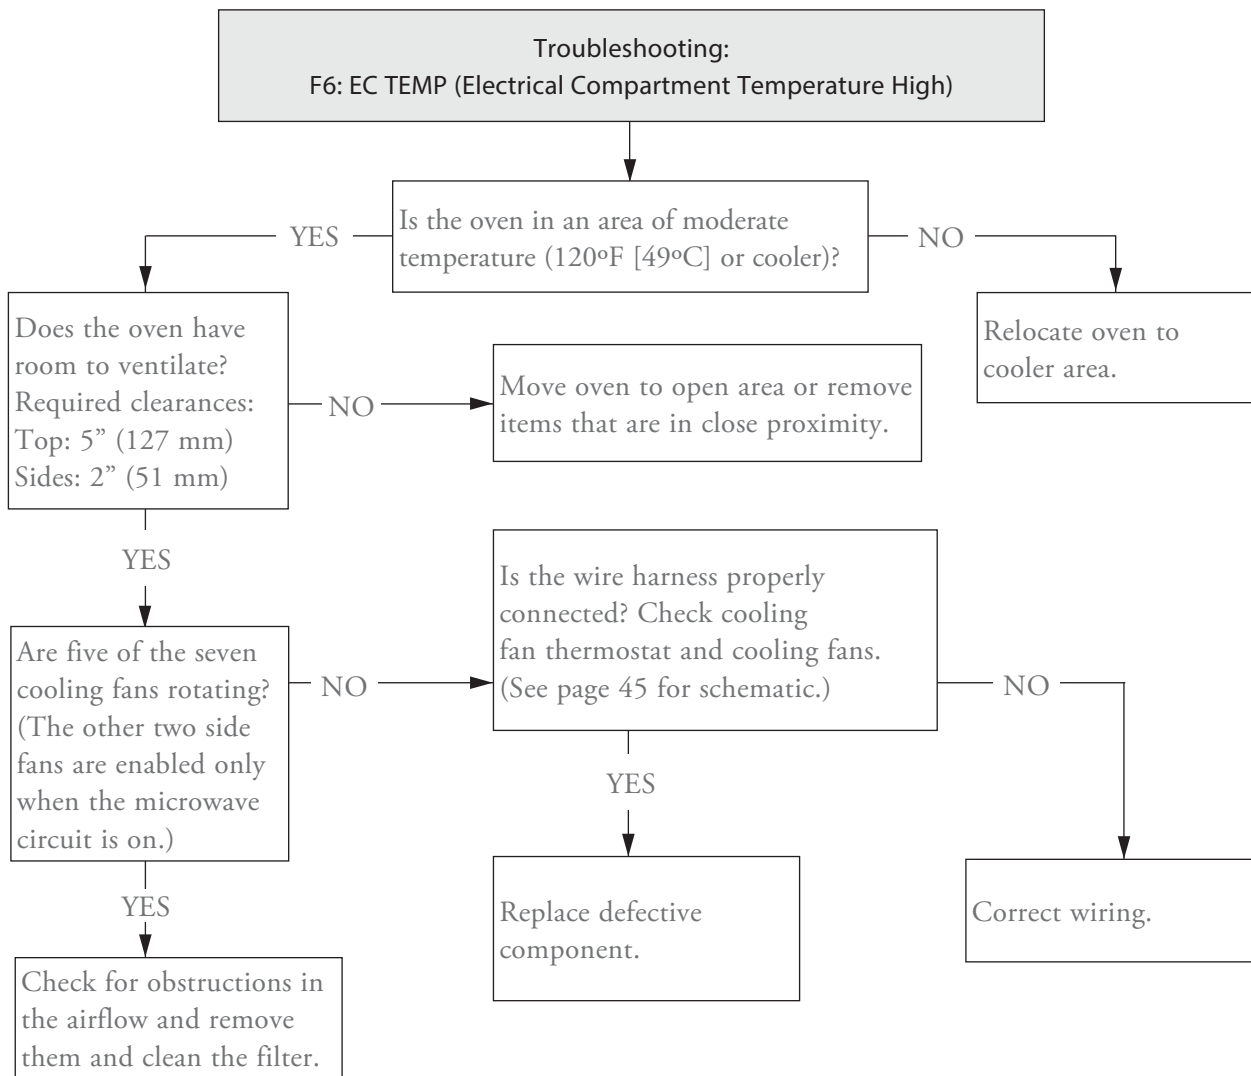 Troubleshooting:
F6: EC TEMP (Electrical Compartment Temperature High)
Is the oven in an area of moderate
temperature (120ºF [49ºC] or cooler)?
YES
NO
Does the oven have
room to ventilate?
Required clearances:
Top: 5” (127 mm)
Sides: 2” (51 mm)
Relocate oven to
cooler area.
NO
Move oven to open area or remove
items that are in close proximity.
YES
Are five of the seven
cooling fans rotating?
(The other two side
fans are enabled only
when the microwave
circuit is on.)
NO
Is the wire harness properly
connected? Check cooling
fan thermostat and cooling fans.
(See page 45 for schematic.)
NO
YES
YES
Replace defective
component.
Correct wiring.
Check for obstructions in
the airflow and remove
them and clean the filter.